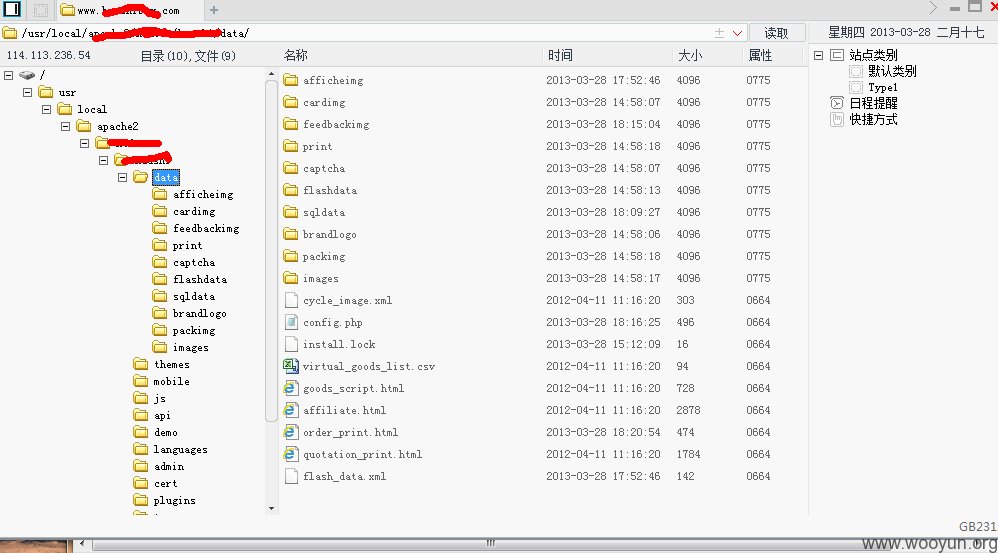 www.
.com
/usr/local/
data/
读取
星期四 2013-03-28 二月十七
114.113.236.54 目录(10),文件(9)
名称 时间 大小 属性
/
usr
local
apache2
data
afficheimg
cardimg
feedbackimg
print
captcha
flashdata
sqldata
brandlogo
packimg
images
themes
mobile
js
api
demo
languages
admin
cert
plugins
afficheimg 2013-03-28 17:52:46 4096 0775
cardimg 2013-03-28 14:58:07 4096 0775
feedbackimg 2013-03-28 18:15:04 4096 0775
print 2013-03-28 14:58:18 4096 0775
captcha 2013-03-28 14:58:07 4096 0775
flashdata 2013-03-28 14:58:13 4096 0775
sqldata 2013-03-28 18:09:27 4096 0775
brandlogo 2013-03-28 14:58:06 4096 0775
packimg 2013-03-28 14:58:18 4096 0775
images 2013-03-28 14:58:17 4096 0775
cycle_image.xml 2012-04-11 11:16:20 303 0664
config.php 2013-03-28 18:16:25 496 0664
install.lock 2013-03-28 15:12:09 16 0664
virtual_goods_list.csv 2012-04-11 11:16:20 94 0664
goods_script.html 2012-04-11 11:16:20 728 0664
affiliate.html 2012-04-11 11:16:20 2878 0664
order_print.html 2013-03-28 18:20:54 474 0664
quotation_print.html 2012-04-11 11:16:20 1784 0664
flash_data.xml 2013-03-28 17:52:46 142 0664
站点类别
默认类别
Type1
日程提醒
快捷方式
GB231
www.wooyun.org